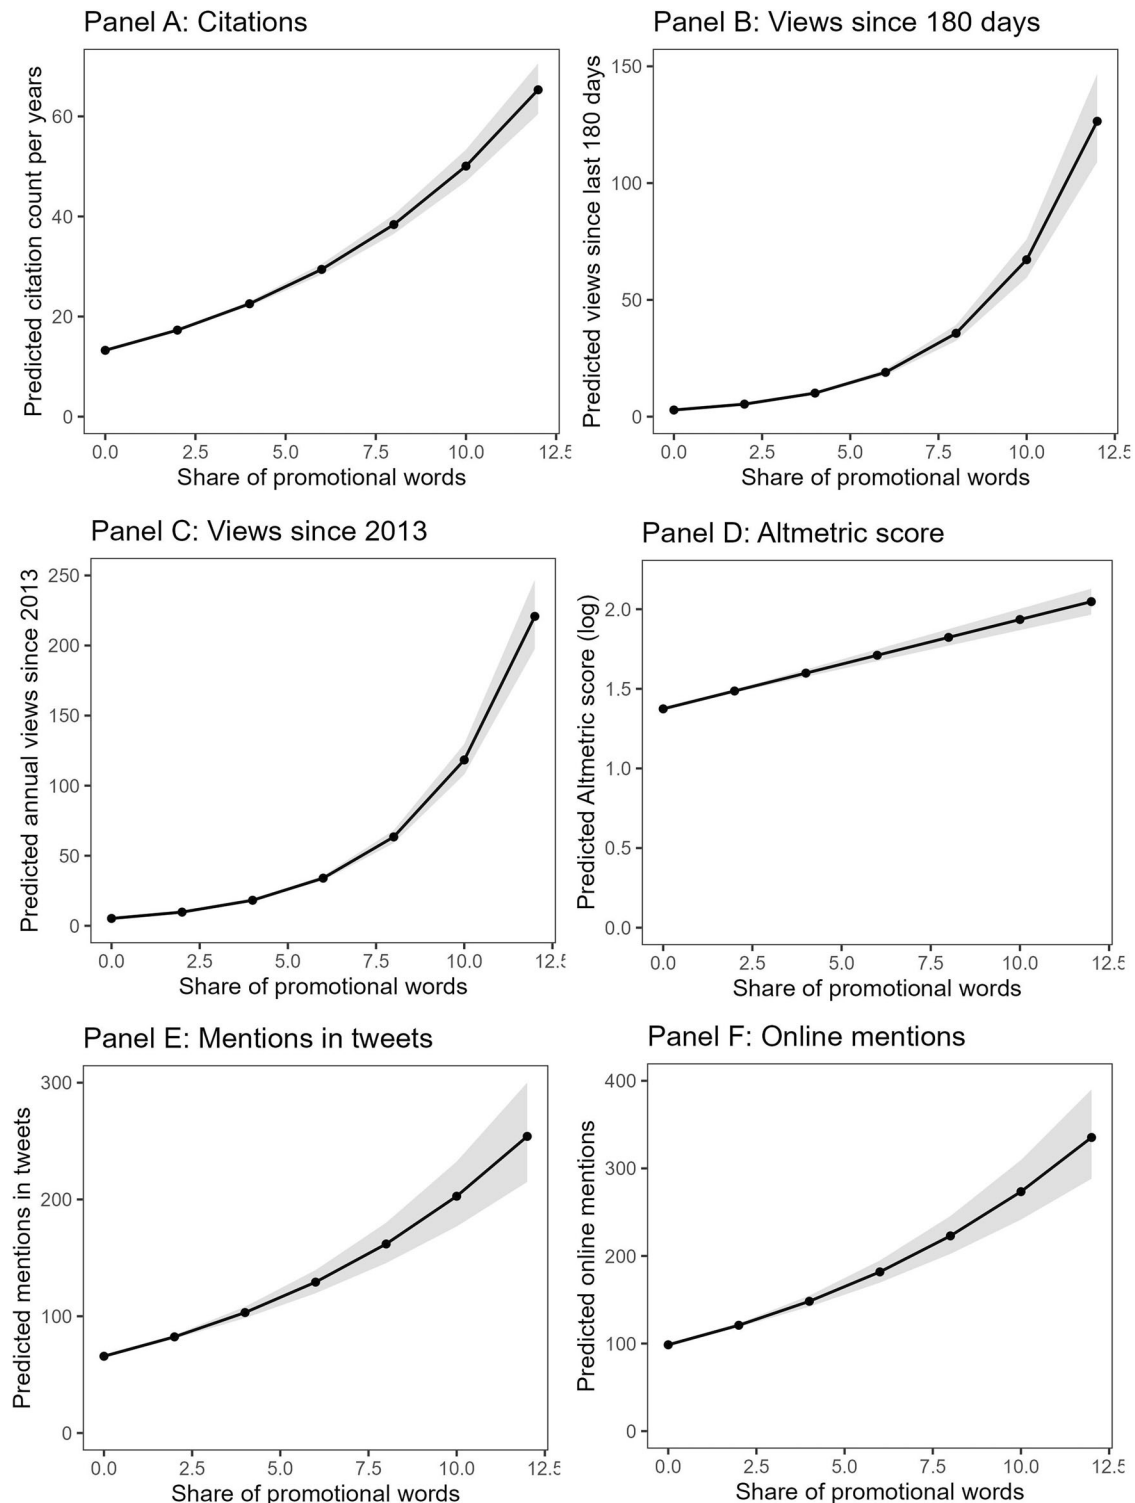 Panel A: Citations
Predicted citation count per years
60
40
20
0
0.0 2.5 5.0 7.5 10.0 12.5
Share of promotional words
Panel B: Views since 180 days
Predicted views since last 180 days
150
100
50
0
0.0 2.5 5.0 7.5 10.0 12.5
Share of promotional words
Panel C: Views since 2013
Predicted annual views since 2013
250
200
150
100
50
0
0.0 2.5 5.0 7.5 10.0 12.5
Share of promotional words
Panel D: Altmetric score
Predicted Altmetric score (log)
2.0
1.5
1.0
0.5
0.0
0.0 2.5 5.0 7.5 10.0 12.5
Share of promotional words
Panel E: Mentions in tweets
Predicted mentions in tweets
300
200
100
0
0.0 2.5 5.0 7.5 10.0 12.5
Share of promotional words
Panel F: Online mentions
Predicted online mentions
400
300
200
100
0
0.0 2.5 5.0 7.5 10.0 12.5
Share of promotional words